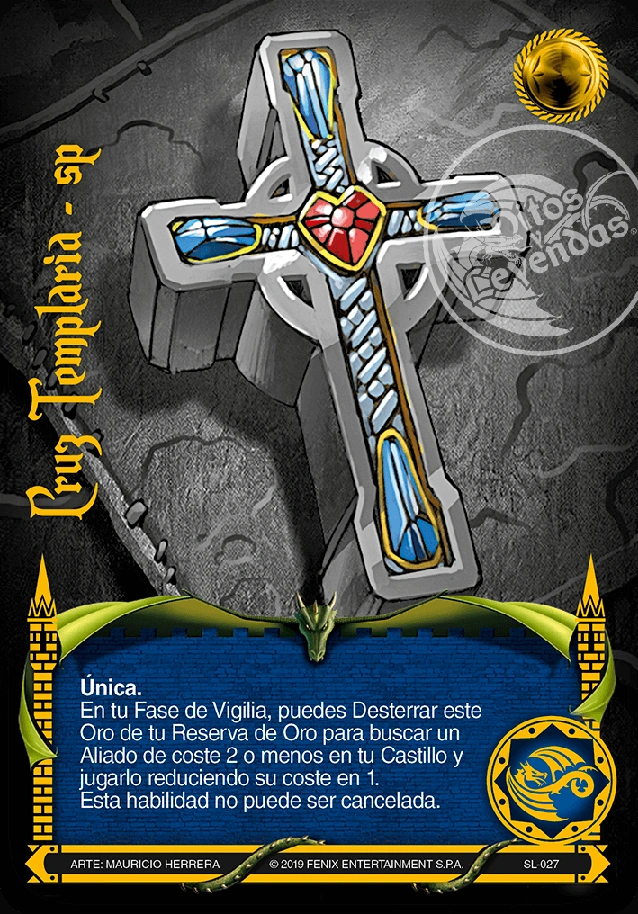 Cruz Templaria - sp
Mitos
y
Leyendas®
Única.
En tu Fase de Vigilia, puedes Desterrar este
Oro de tu Reserva de Oro para buscar un
Aliado de coste 2 o menos en tu Castillo y
jugarlo reduciendo su coste en 1.
Esta habilidad no puede ser cancelada.
ARTE: MAURICIO HERRERA © 2019 FENIX ENTERTAINMENT S.P.A. SL 027